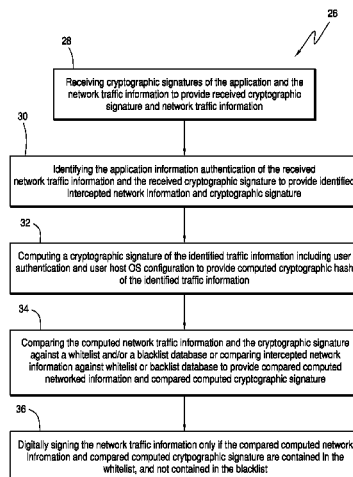 26
28
Receiving cryptographic signatures of the application and the
network traffic information to provide received cryptographic
signature and network traffic information
30
Identifying the application information authentication of the received
network traffic information and the received cryptographic signature to provide identified
Intercepted network Information and cryptographic signature
32
Computing a cryptographic signature of the identified traffic information including user
authentication and user host OS configuration to provide computed cryptographic hash
of the identified traffic information
34
Comparing the computed network traffic information and the cryptographic signature
against a whitelist and/or a blacklist database or comparing intercepted network
information against whitelist or backlist database to provide compared computed
networked information and compared computed cryptographic signature
36
Digitally signing the network traffic information only if the compared computed network
Infromation and compared computed crytpographic signature are contained In the
whitelist, and not contained in the blacklist